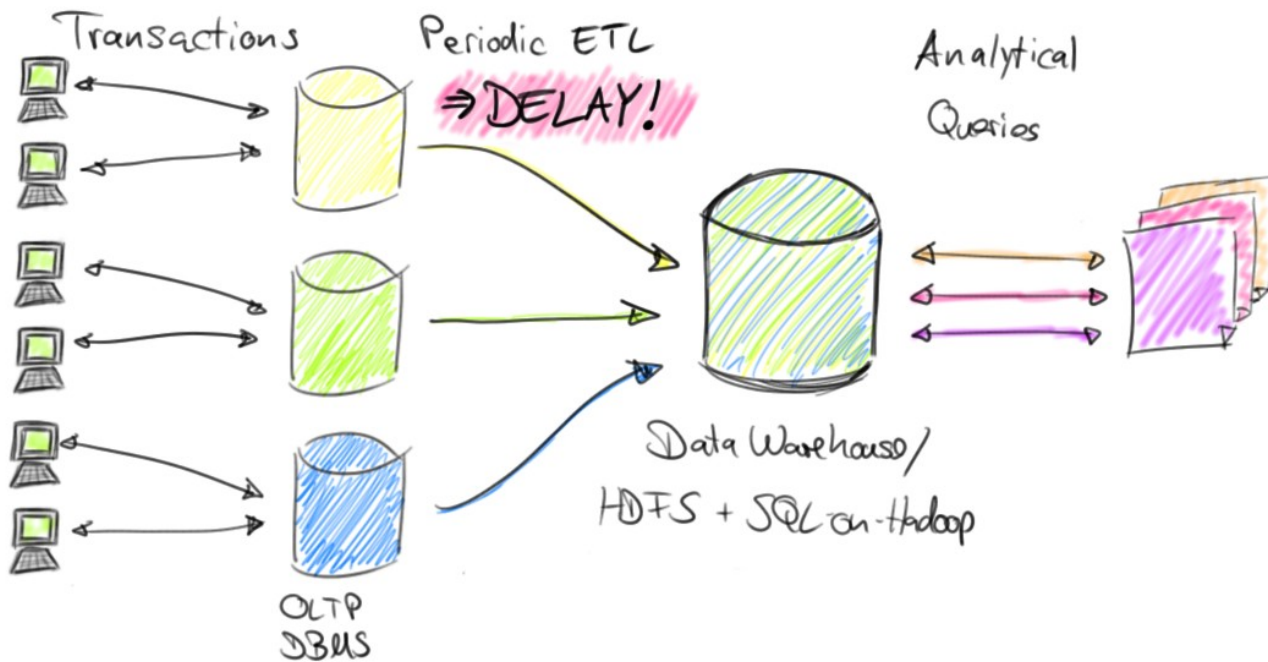 Transactions
Periodic ETL
⇒ DELAY!
Analytical
Queries
Data Warehouse/
HDFS + SQL-on-Hadoop
OLTP
DBMS